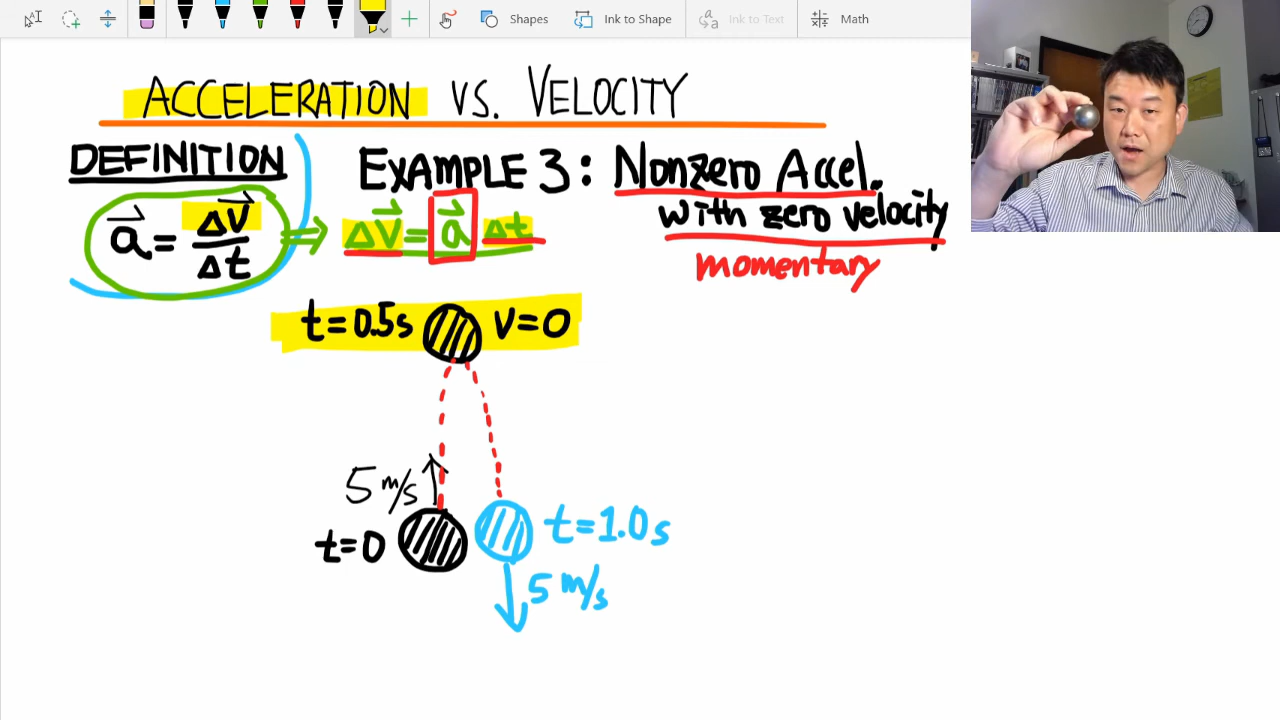 Shapes Ink to Shape Ink to Text Math
ACCELERATION VS. VELOCITY
DEFINITION
a = Δv/Δt ⇒ Δv = a Δt
EXAMPLE 3: Nonzero Accel.
with zero velocity
momentary
t=0.5s v=0
5 m/s
t=0
t=1.0s
5 m/s